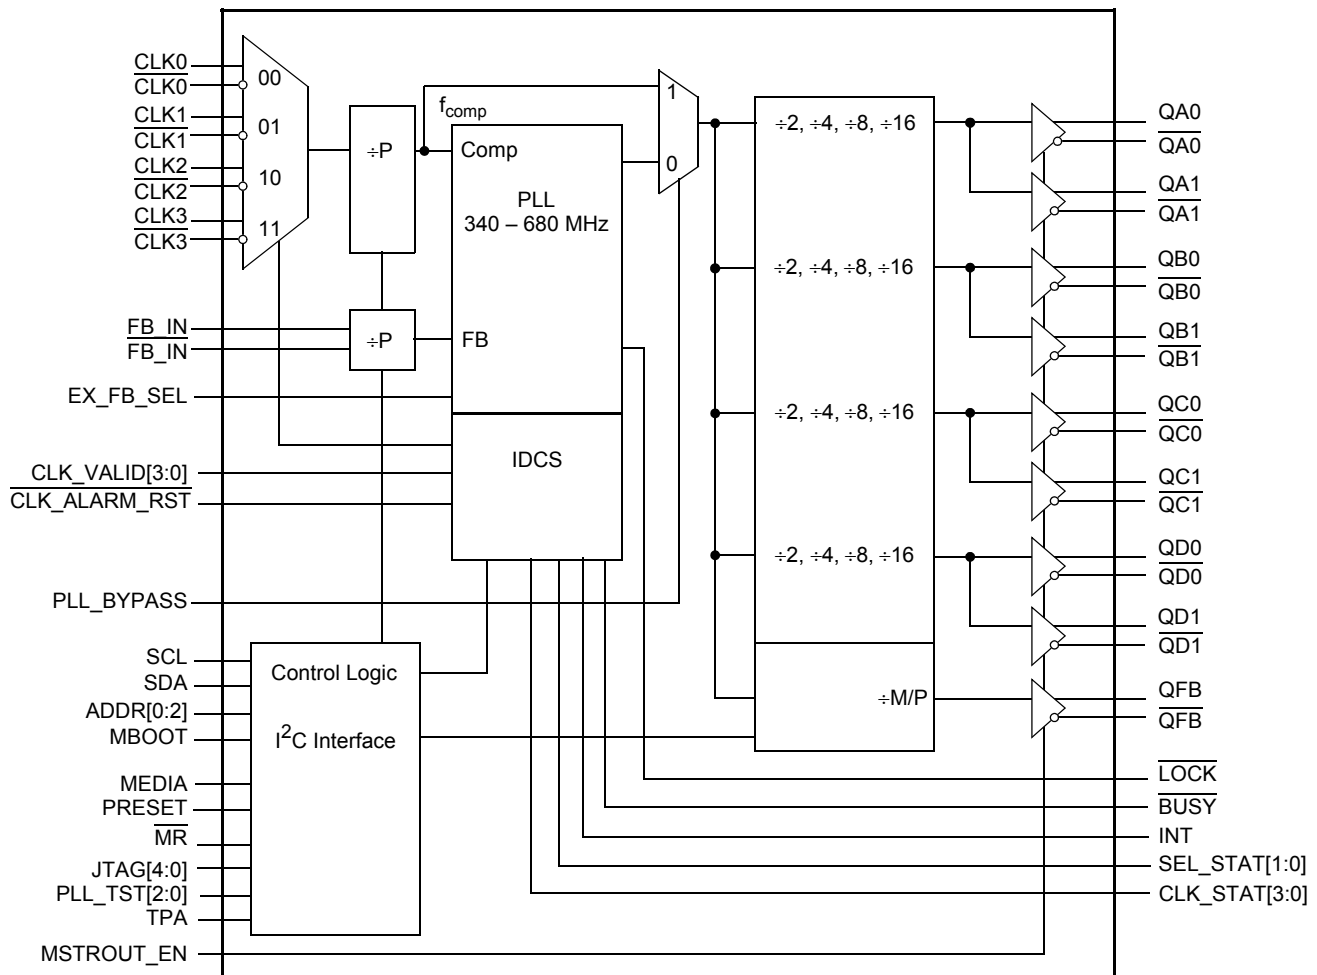 CLK0
CLK0
CLK1
CLK1
CLK2
CLK2
CLK3
CLK3
FB_IN
FB_IN
EX_FB_SEL
CLK_VALID[3:0]
CLK_ALARM_RST
PLL_BYPASS
SCL
SDA
ADDR[0:2]
MBOOT
MEDIA
PRESET
MR
JTAG[4:0]
PLL_TST[2:0]
TPA
MSTROUT_EN
00
01
10
11
÷P
÷P
fcomp
Comp
PLL
340 – 680 MHz
FB
IDCS
Control Logic
I2C Interface
1
0
÷2, ÷4, ÷8, ÷16
÷2, ÷4, ÷8, ÷16
÷2, ÷4, ÷8, ÷16
÷2, ÷4, ÷8, ÷16
÷M/P
QA0
QA0
QA1
QA1
QB0
QB0
QB1
QB1
QC0
QC0
QC1
QC1
QD0
QD0
QD1
QD1
QFB
QFB
LOCK
BUSY
INT
SEL_STAT[1:0]
CLK_STAT[3:0]